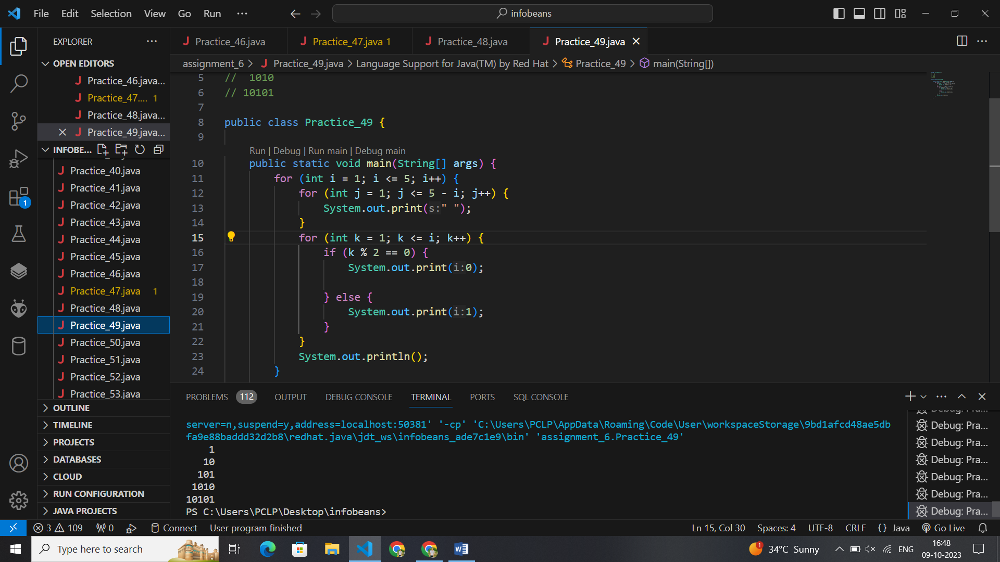 File Edit Selection View Go Run ··· infobeans
EXPLORER ···
OPEN EDITORS
J Practice_46.java...
J Practice_47.... 1
J Practice_48.java...
J Practice_49.java...
INFOBE...
J Practice_40.java
J Practice_41.java
J Practice_42.java
J Practice_43.java
J Practice_44.java
J Practice_45.java
J Practice_46.java
J Practice_47.java 1
J Practice_48.java
J Practice_49.java
J Practice_50.java
J Practice_51.java
J Practice_52.java
J Practice_53.java
OUTLINE
TIMELINE
PROJECTS
DATABASES
CLOUD
RUN CONFIGURATION
JAVA PROJECTS
1
J Practice_46.java J Practice_47.java 1 J Practice_48.java J Practice_49.java
assignment_6 > J Practice_49.java > Language Support for Java(TM) by Red Hat > Practice_49 > main(String[])
5 //  1010
6 // 10101
7
8 public class Practice_49 {
9
Run | Debug | Run main | Debug main
10 public static void main(String[] args) {
11 for (int i = 1; i <= 5; i++) {
12 for (int j = 1; j <= 5 - i; j++) {
13 System.out.print(s:" ");
14 }
15 for (int k = 1; k <= i; k++) {
16 if (k % 2 == 0) {
17 System.out.print(i:0);
18
19 } else {
20 System.out.print(i:1);
21 }
22 }
23 System.out.println();
24 }
PROBLEMS 112 OUTPUT DEBUG CONSOLE TERMINAL PORTS SQL CONSOLE
server=n,suspend=y,address=localhost:50381' '-cp' 'C:\Users\PCLP\AppData\Roaming\Code\User\workspaceStorage\9bd1afcd48ae5db
fa9e88baddd32d2b8\redhat.java\jdt_ws\infobeans_ade7c1e9\bin' 'assignment_6.Practice_49'
1
10
101
1010
10101
PS C:\Users\PCLP\Desktop\infobeans>
Debug: Pra...
Debug: Pra...
Debug: Pra...
Debug: Pra...
Debug: Pra...
Debug: Pra...
3 109 0 Connect User program finished Ln 15, Col 30 Spaces: 4 UTF-8 CRLF {} Java Go Live
Type here to search 1 34°C Sunny ENG 16:48
09-10-2023